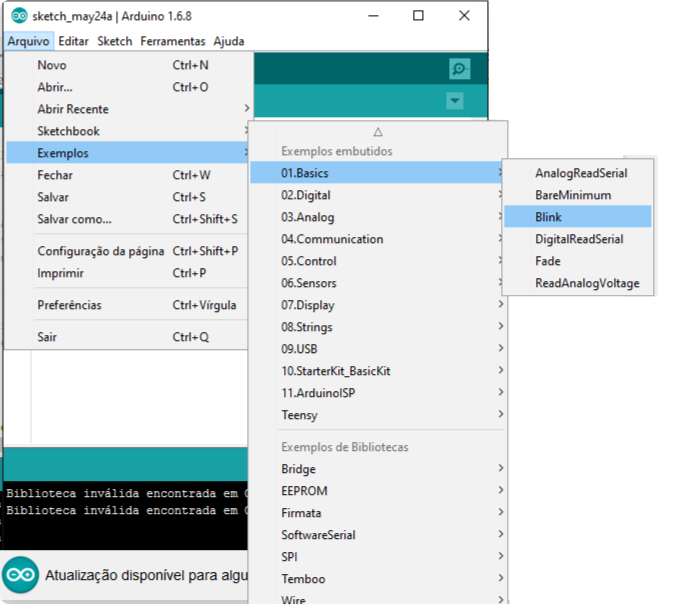 sketch_may24a | Arduino 1.6.8
Arquivo Editar Sketch Ferramentas Ajuda
Novo Ctrl+N
Abrir... Ctrl+O
Abrir Recente
Sketchbook
Exemplos
Fechar Ctrl+W
Salvar Ctrl+S
Salvar como... Ctrl+Shift+S
Configuração da página Ctrl+Shift+P
Imprimir Ctrl+P
Preferências Ctrl+Vírgula
Sair Ctrl+Q
Exemplos embutidos
01.Basics
02.Digital
03.Analog
04.Communication
05.Control
06.Sensors
07.Display
08.Strings
09.USB
10.StarterKit_BasicKit
11.ArduinoISP
Teensy
Exemplos de Bibliotecas
Bridge
EEPROM
Firmata
SoftwareSerial
SPI
Temboo
Wire
AnalogReadSerial
BareMinimum
Blink
DigitalReadSerial
Fade
ReadAnalogVoltage
Biblioteca inválida encontrada em
Biblioteca inválida encontrada em
Atualização disponível para algu